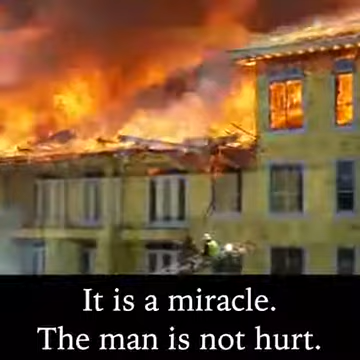 It is a miracle.
The man is not hurt.